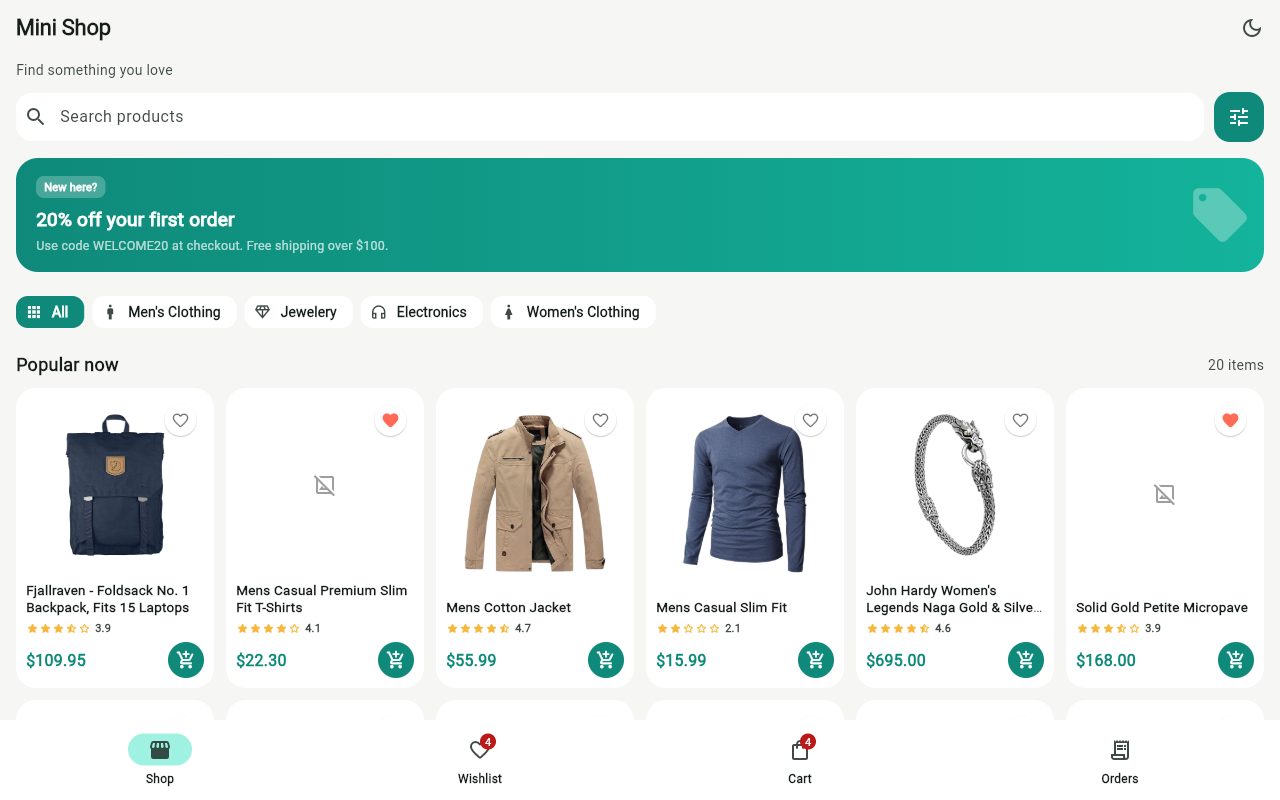 Mini Shop
Find something you love
Search products
New here?
20% off your first order
Use code WELCOME20 at checkout. Free shipping over $100.
All
Men's Clothing
Jewelery
Electronics
Women's Clothing
Popular now
20 items
Fjallraven - Foldsack No. 1
Backpack, Fits 15 Laptops
3.9
$109.95
Mens Casual Premium Slim
Fit T-Shirts
4.1
$22.30
Mens Cotton Jacket
4.7
$55.99
Mens Casual Slim Fit
2.1
$15.99
John Hardy Women's
Legends Naga Gold & Silve…
4.6
$695.00
Solid Gold Petite Micropave
3.9
$168.00
Shop
4
Wishlist
4
Cart
Orders